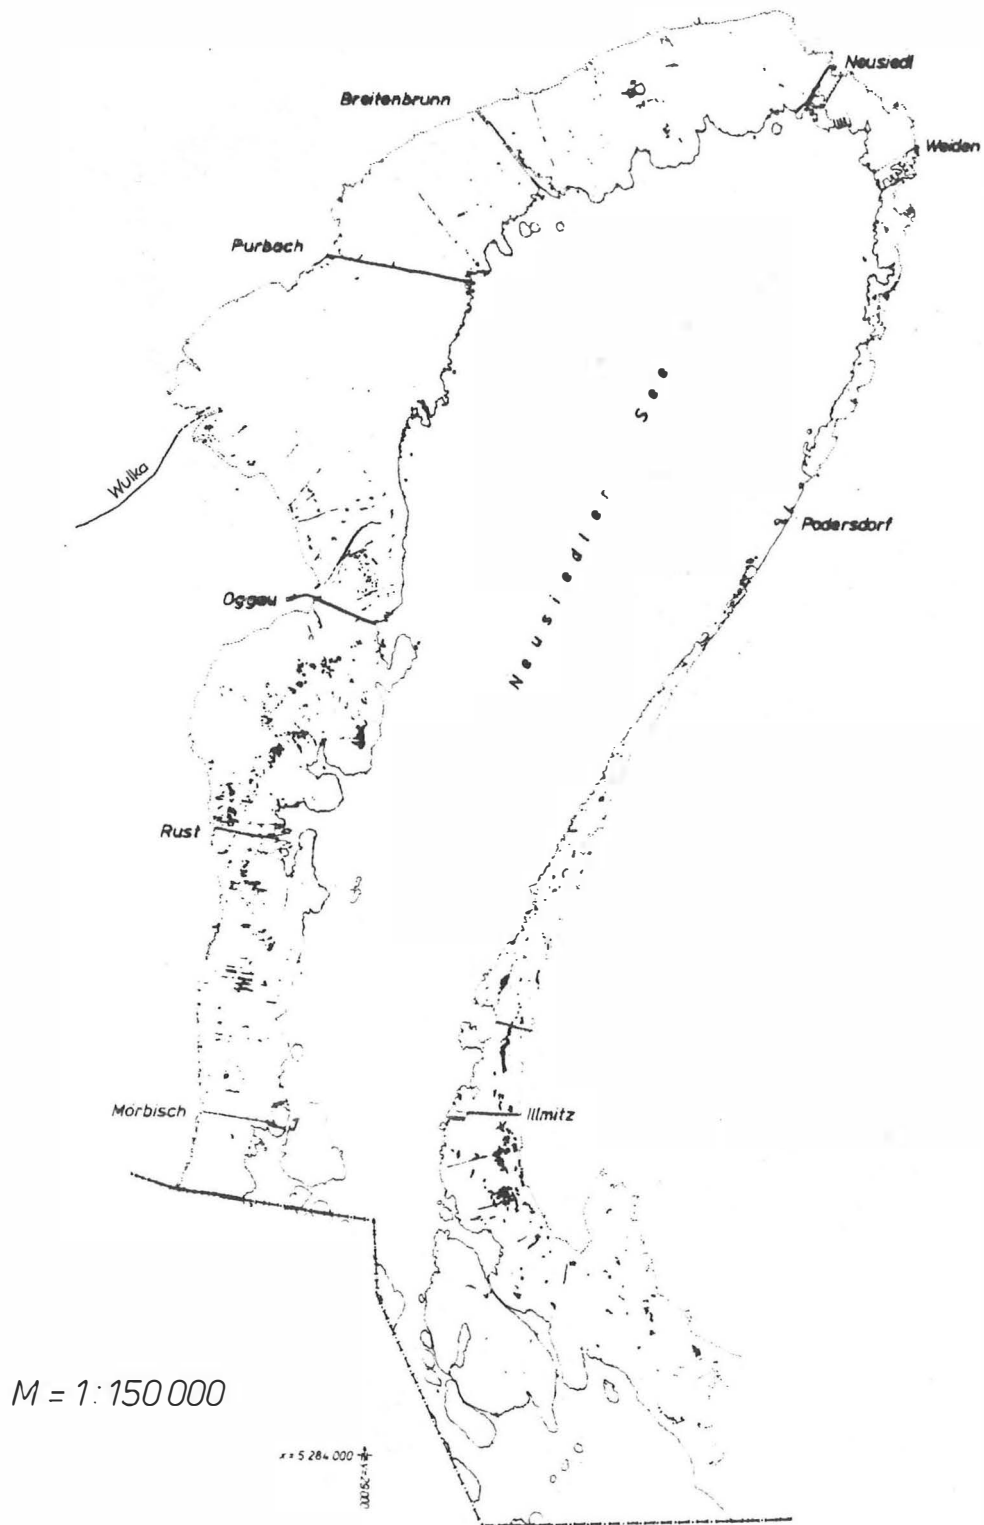 Neusiedl
Breitenbrunn
Weiden
Purbach
Neusiedler See
Wulka
Podersdorf
Oggau
Rust
Mörbisch
Illmitz
M = 1:150 000
x = 5 284 000